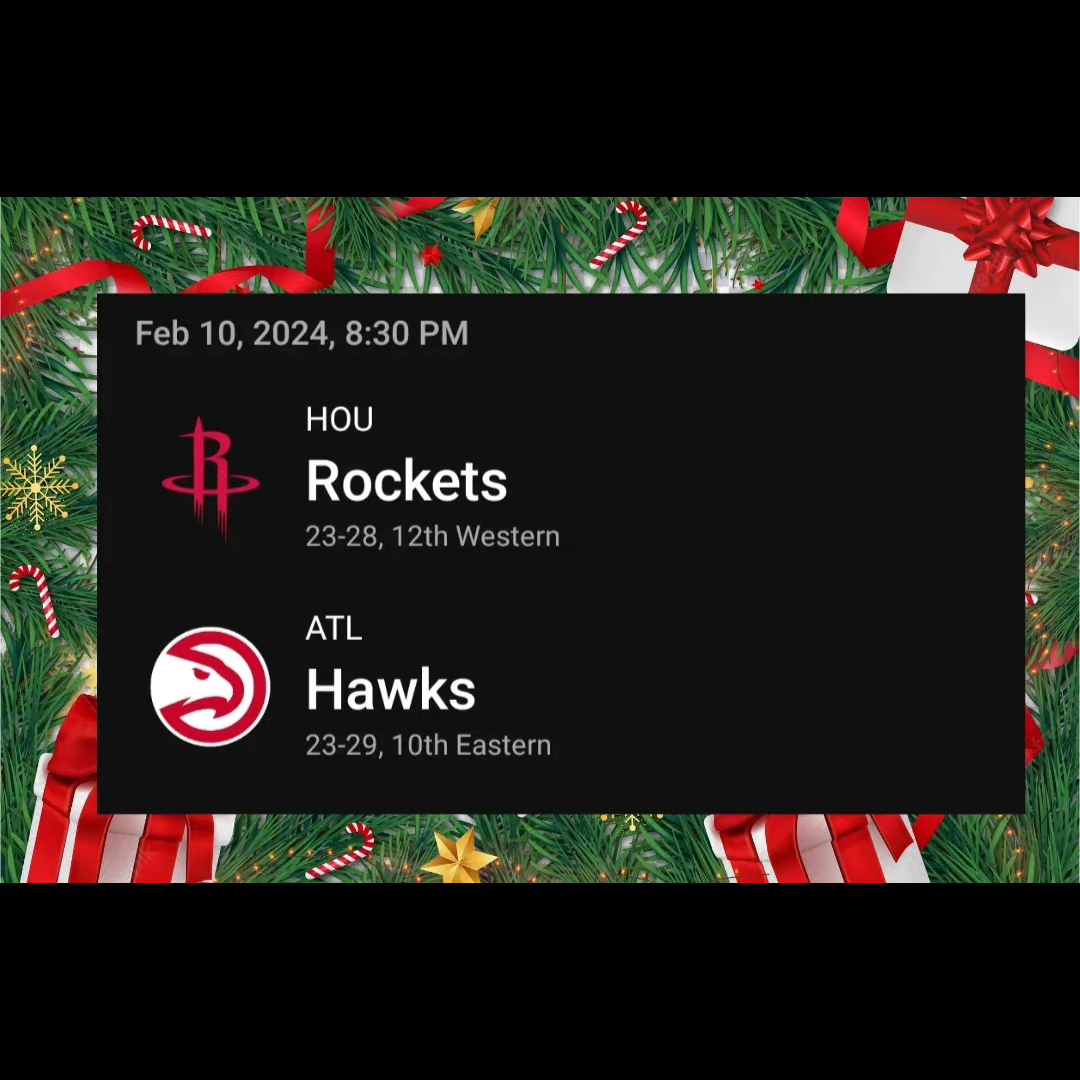 Feb 10, 2024, 8:30 PM
HOU
Rockets
23-28, 12th Western
ATL
Hawks
23-29, 10th Eastern